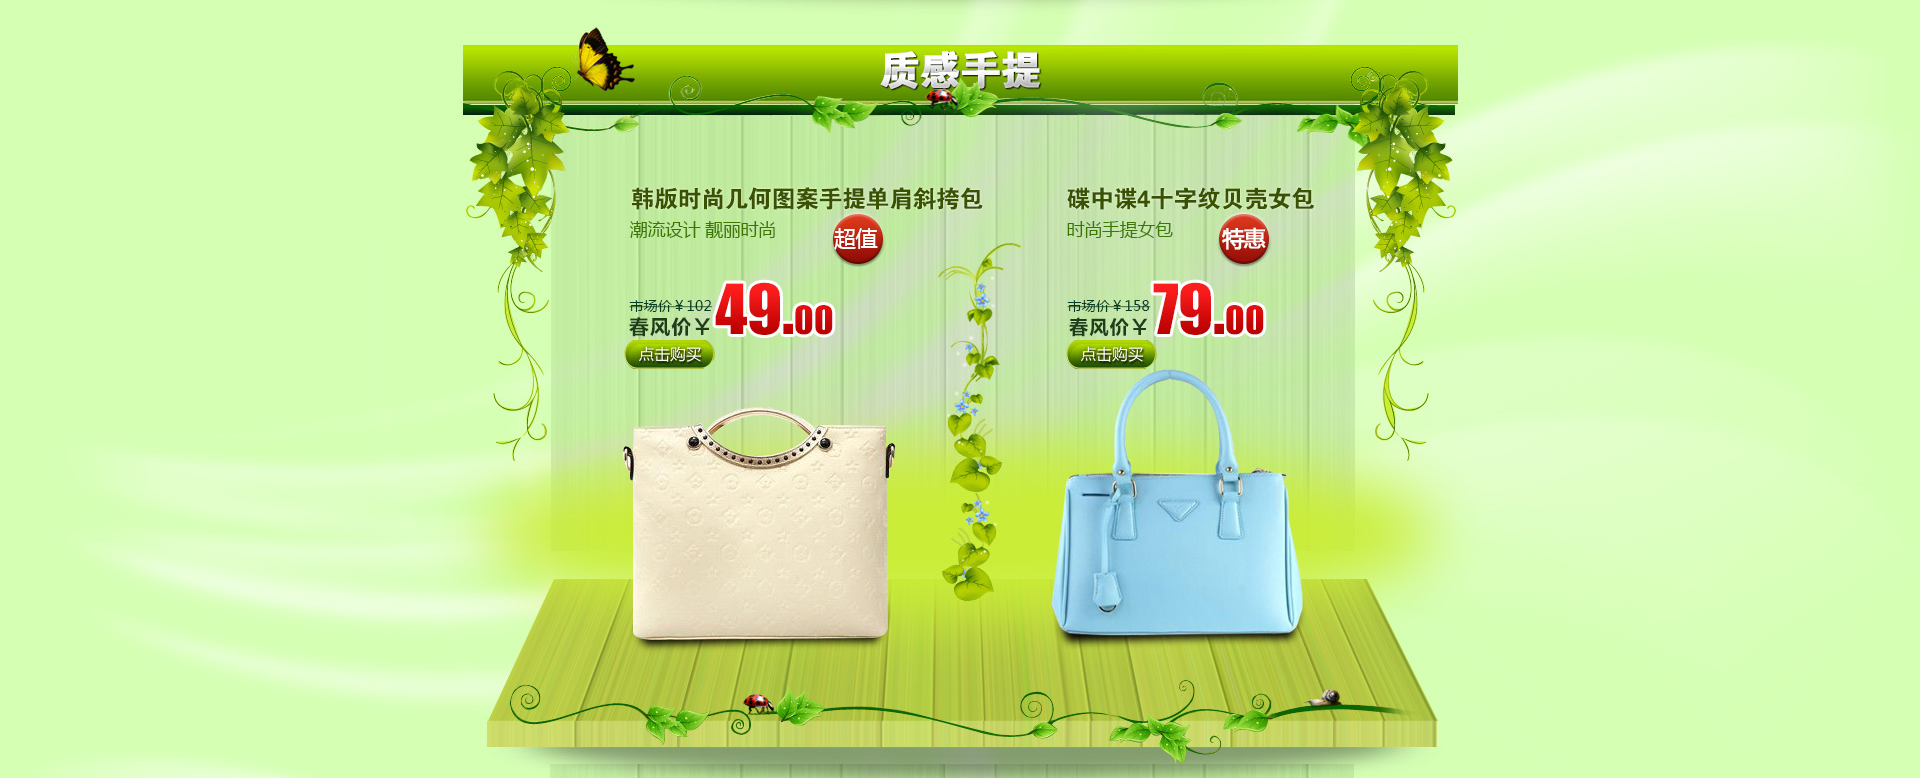 质感手提
韩版时尚几何图案手提单肩斜挎包
潮流设计 靓丽时尚
超值
市场价￥102
春风价￥49.00
点击购买
碟中谍4十字纹贝壳女包
时尚手提女包
特惠
市场价￥158
春风价￥79.00
点击购买